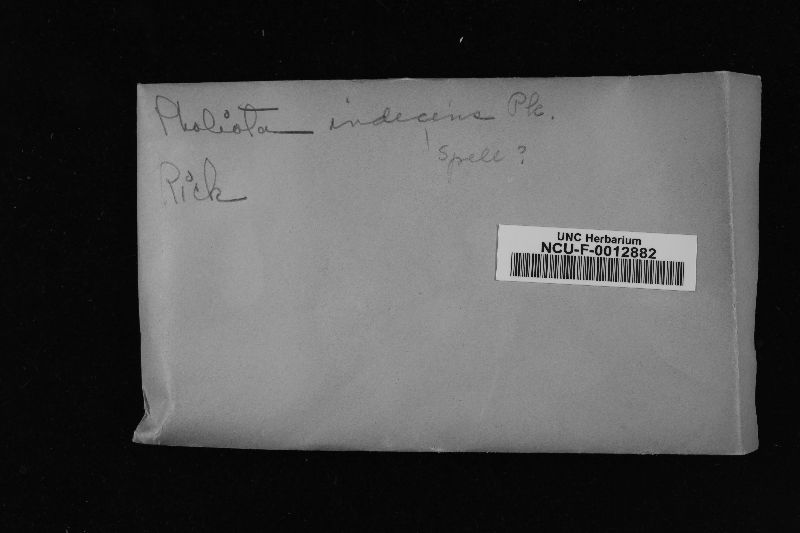 Pholiota indecens Pk.
Spell?
Rick
UNC Herbarium
NCU-F-0012882